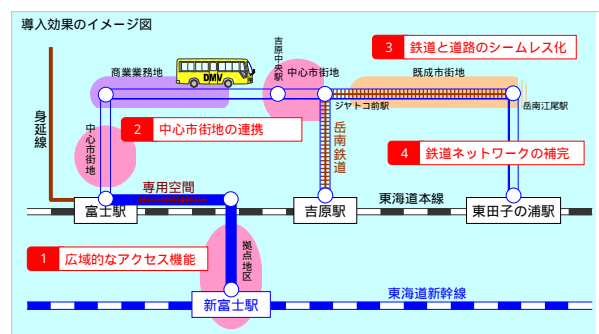 導入効果のイメージ図
3 鉄道と道路のシームレス化
商業業務地
DMV
吉原中央駅
中心市街地
既成市街地
ジヤトコ前駅
岳南江尾駅
身延線
中心市街地
2 中心市街地の連携
岳南鉄道
4 鉄道ネットワークの補完
専用空間
東海道本線
富士駅
吉原駅
東田子の浦駅
1 広域的なアクセス機能
拠点地区
新富士駅
東海道新幹線